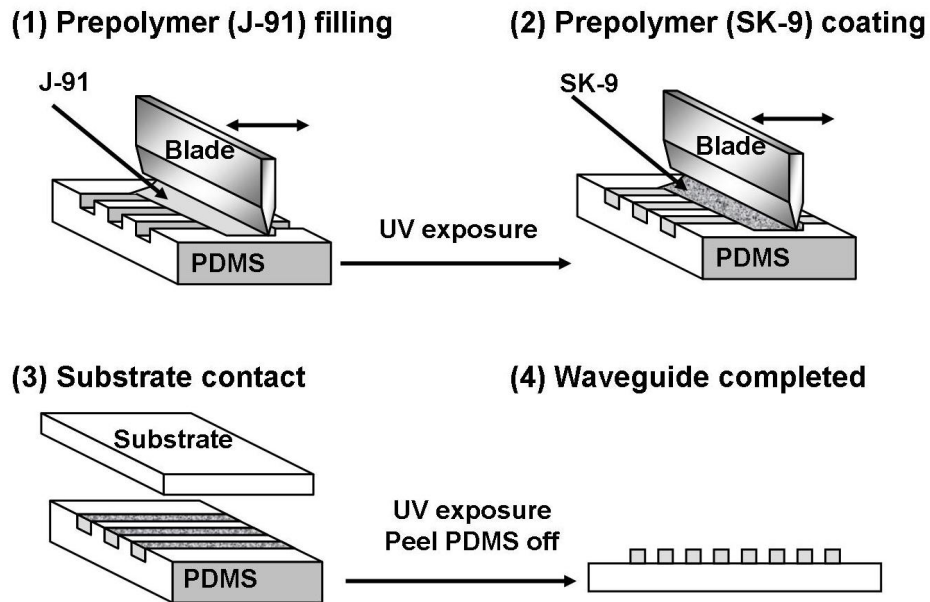 (1) Prepolymer (J-91) filling
J-91
Blade
PDMS
UV exposure
(2) Prepolymer (SK-9) coating
SK-9
Blade
PDMS
(3) Substrate contact
Substrate
PDMS
UV exposure
Peel PDMS off
(4) Waveguide completed